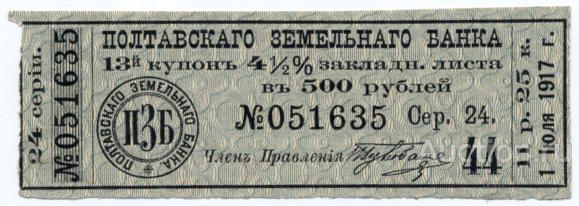 24 серіи.
№051635
ПОЛТАВСКАГО ЗЕМЕЛЬНАГО БАНКА
13й купонъ 4½% закладн. листа
въ 500 рублей
№051635 Сер. 24.
ПОЛТАВСКАГО ЗЕМЕЛЬНАГО БАНКА.
ПЗБ
Членъ Правленія
44
11 р. 25 к.
1 іюля 1917 г.